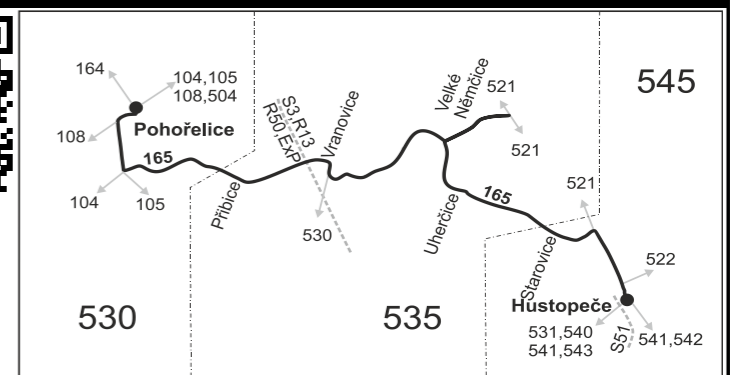 164
104,105
108,504
108
Pohořelice
165
104
105
Přibice
S3,R13
R50,ExP
Vranovice
530
Velké
Němčice
521
521
545
Uherčice
165
521
Starovice
522
Hustopeče
531,540
541,543
S51
541,542
530
535